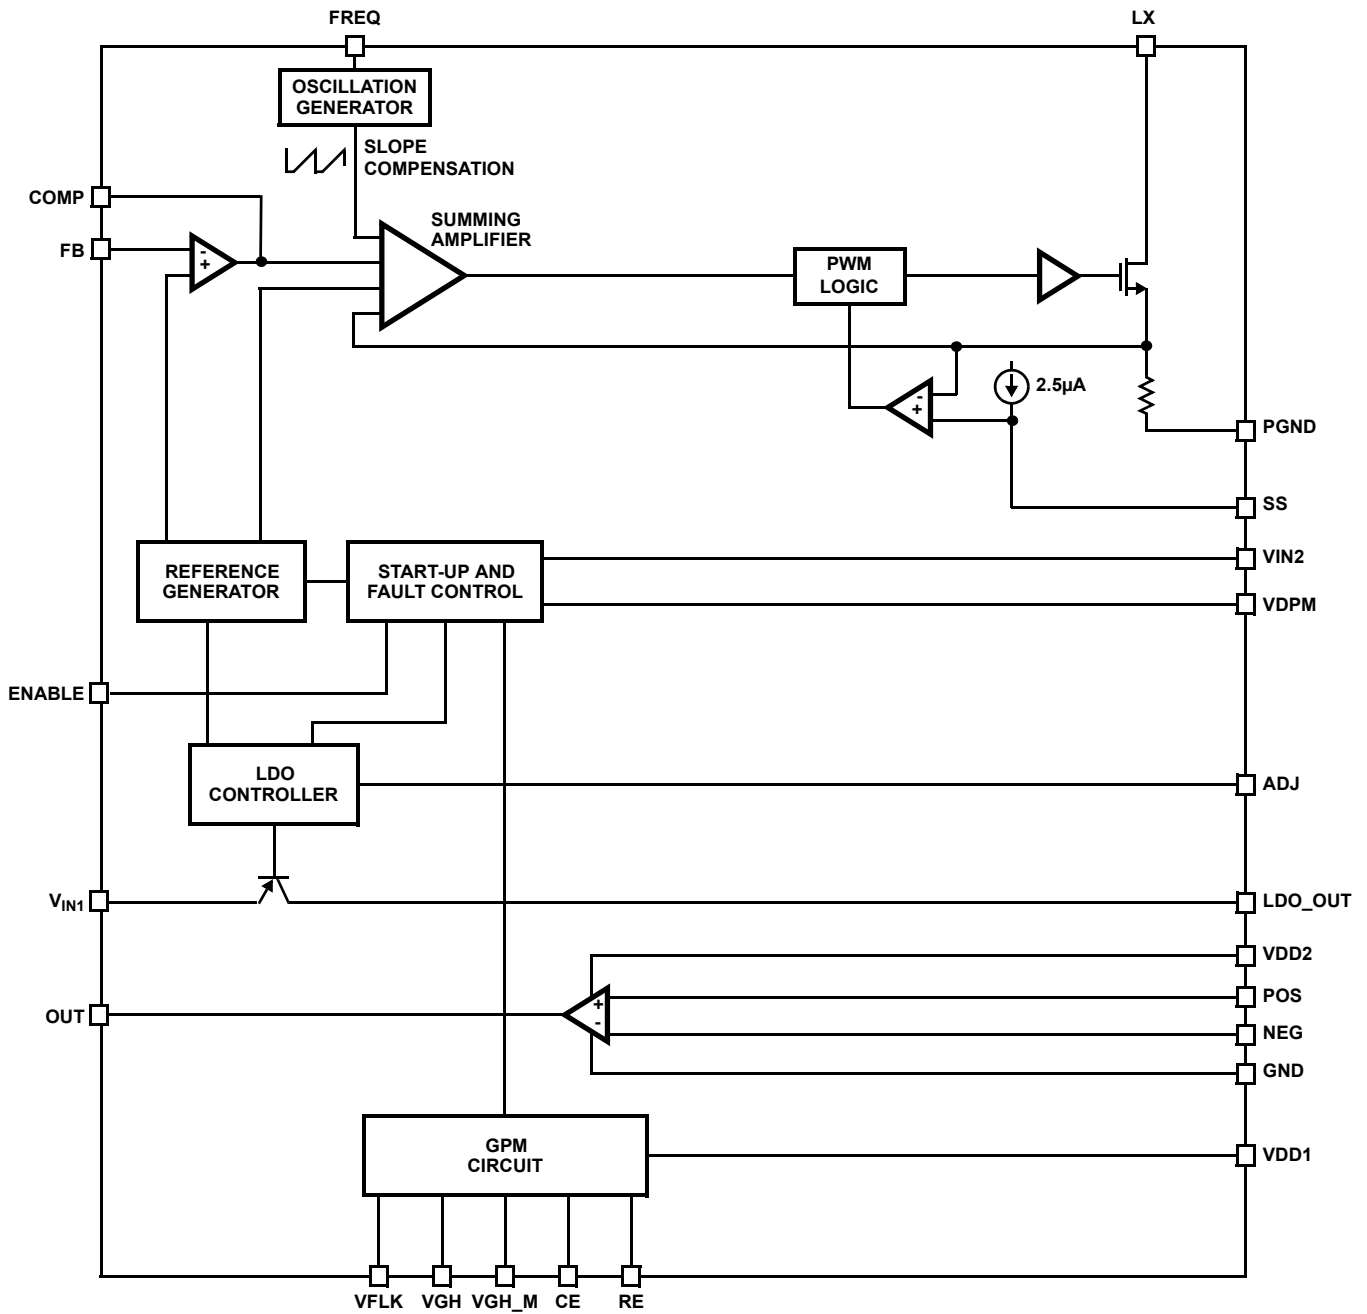 FREQ
LX
OSCILLATION
GENERATOR
SLOPE
COMPENSATION
COMP
FB
-
+
SUMMING
AMPLIFIER
PWM
LOGIC
-
+
2.5µA
PGND
SS
REFERENCE
GENERATOR
START-UP AND
FAULT CONTROL
VIN2
VDPM
ENABLE
LDO
CONTROLLER
ADJ
VIN1
LDO_OUT
VDD2
POS
NEG
GND
OUT
+
-
GPM
CIRCUIT
VDD1
VFLK VGH VGH_M CE RE